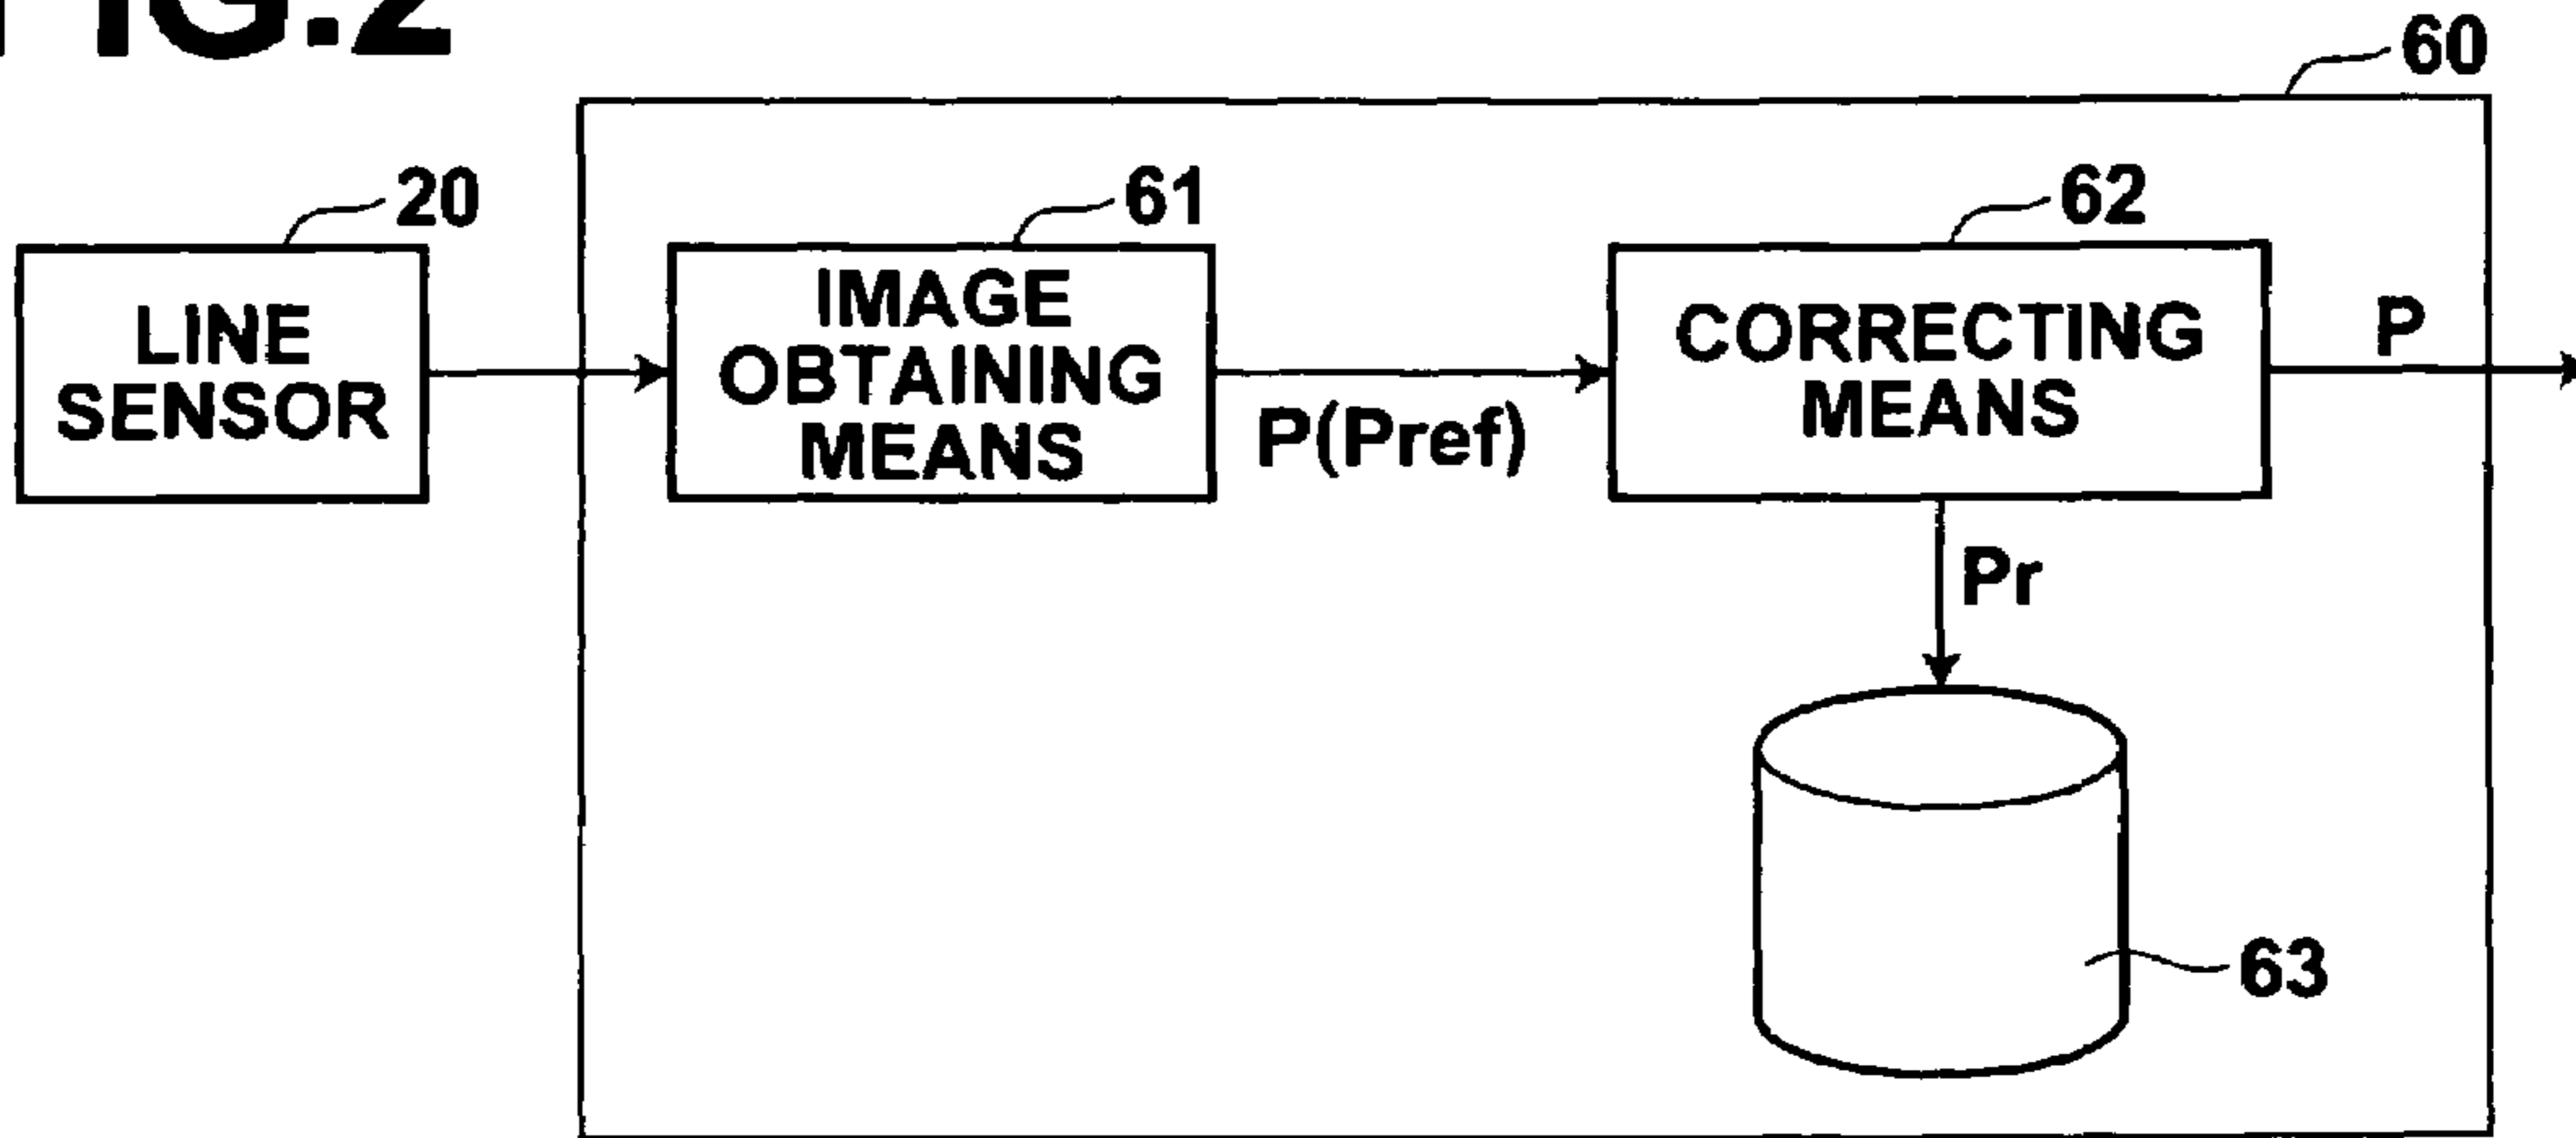 FIG.2
60
20
61
62
LINE
SENSOR
IMAGE
OBTAINING
MEANS
P(Pref)
CORRECTING
MEANS
P
Pr
63